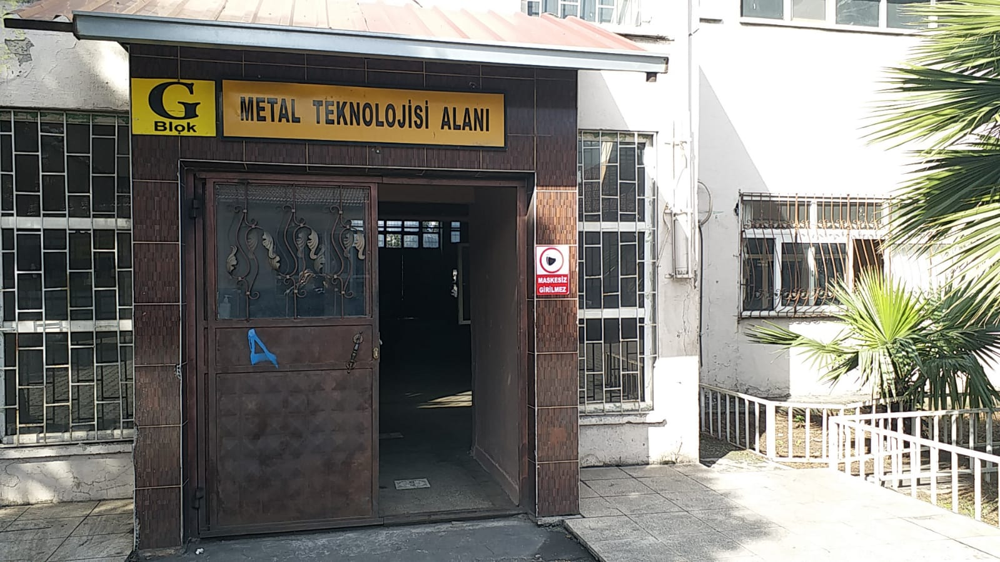 G
Blok
METAL TEKNOLOJİSİ ALANI
MASKESİZ
GİRİLMEZ